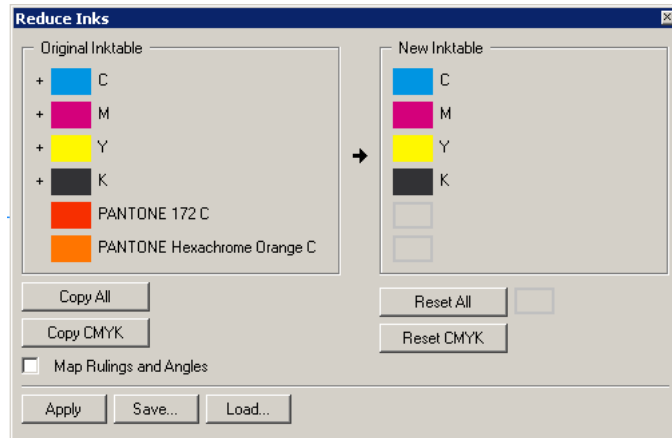 Reduce Inks
Original Inktable
+ C
+ M
+ Y
+ K
PANTONE 172 C
PANTONE Hexachrome Orange C
New Inktable
C
M
Y
K
Copy All
Copy CMYK
Reset All
Reset CMYK
Map Rulings and Angles
Apply Save... Load...